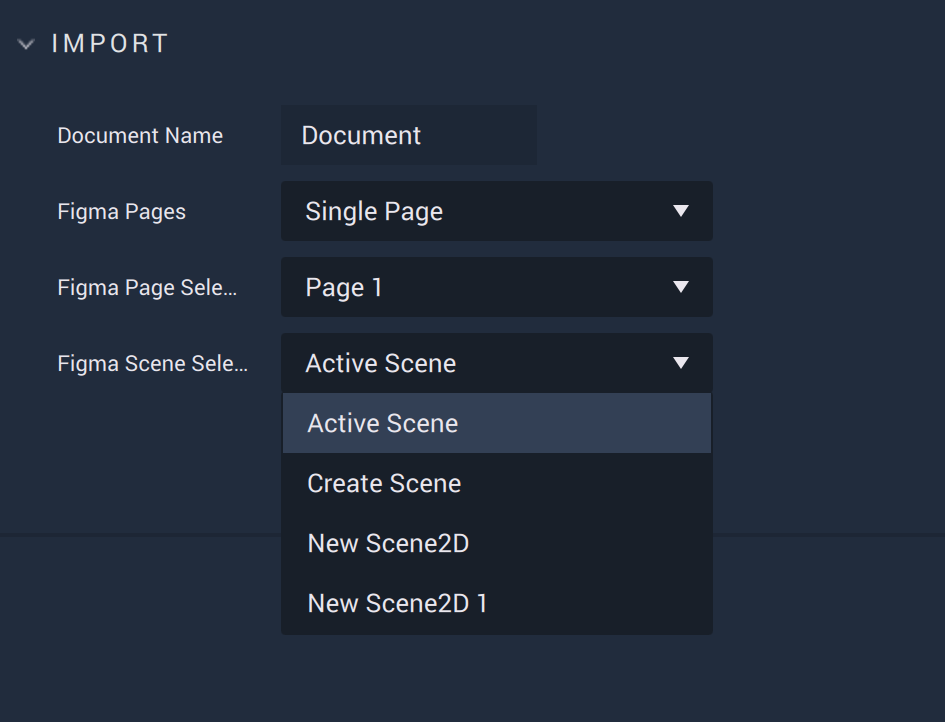 IMPORT
Document Name Document
Figma Pages Single Page
Figma Page Sele... Page 1
Figma Scene Sele... Active Scene
Active Scene
Create Scene
New Scene2D
New Scene2D 1